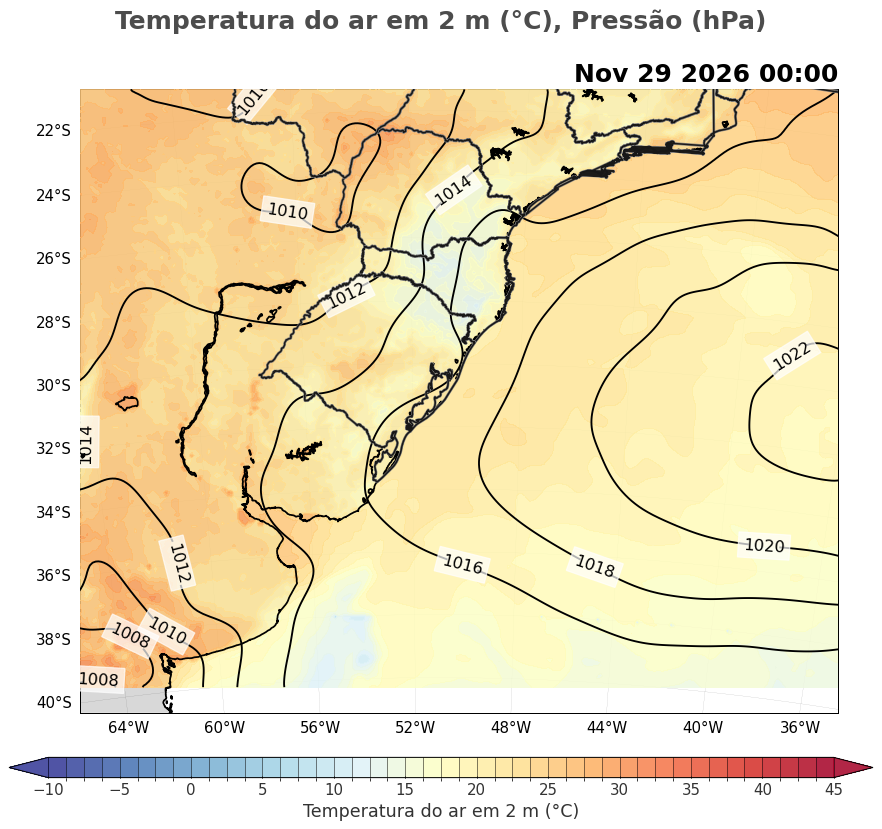 Temperatura do ar em 2 m (°C), Pressão (hPa)
Nov 29 2026 00:00
1010
22°S
24°S
1014
1010
26°S
1012
28°S
1022
30°S
32°S
1014
34°S
1020
1016
1018
36°S
1012
1010
1008
38°S
1008
40°S
64°W 60°W 56°W 52°W 48°W 44°W 40°W 36°W
−10 −5 0 5 10 15 20 25 30 35 40 45
Temperatura do ar em 2 m (°C)